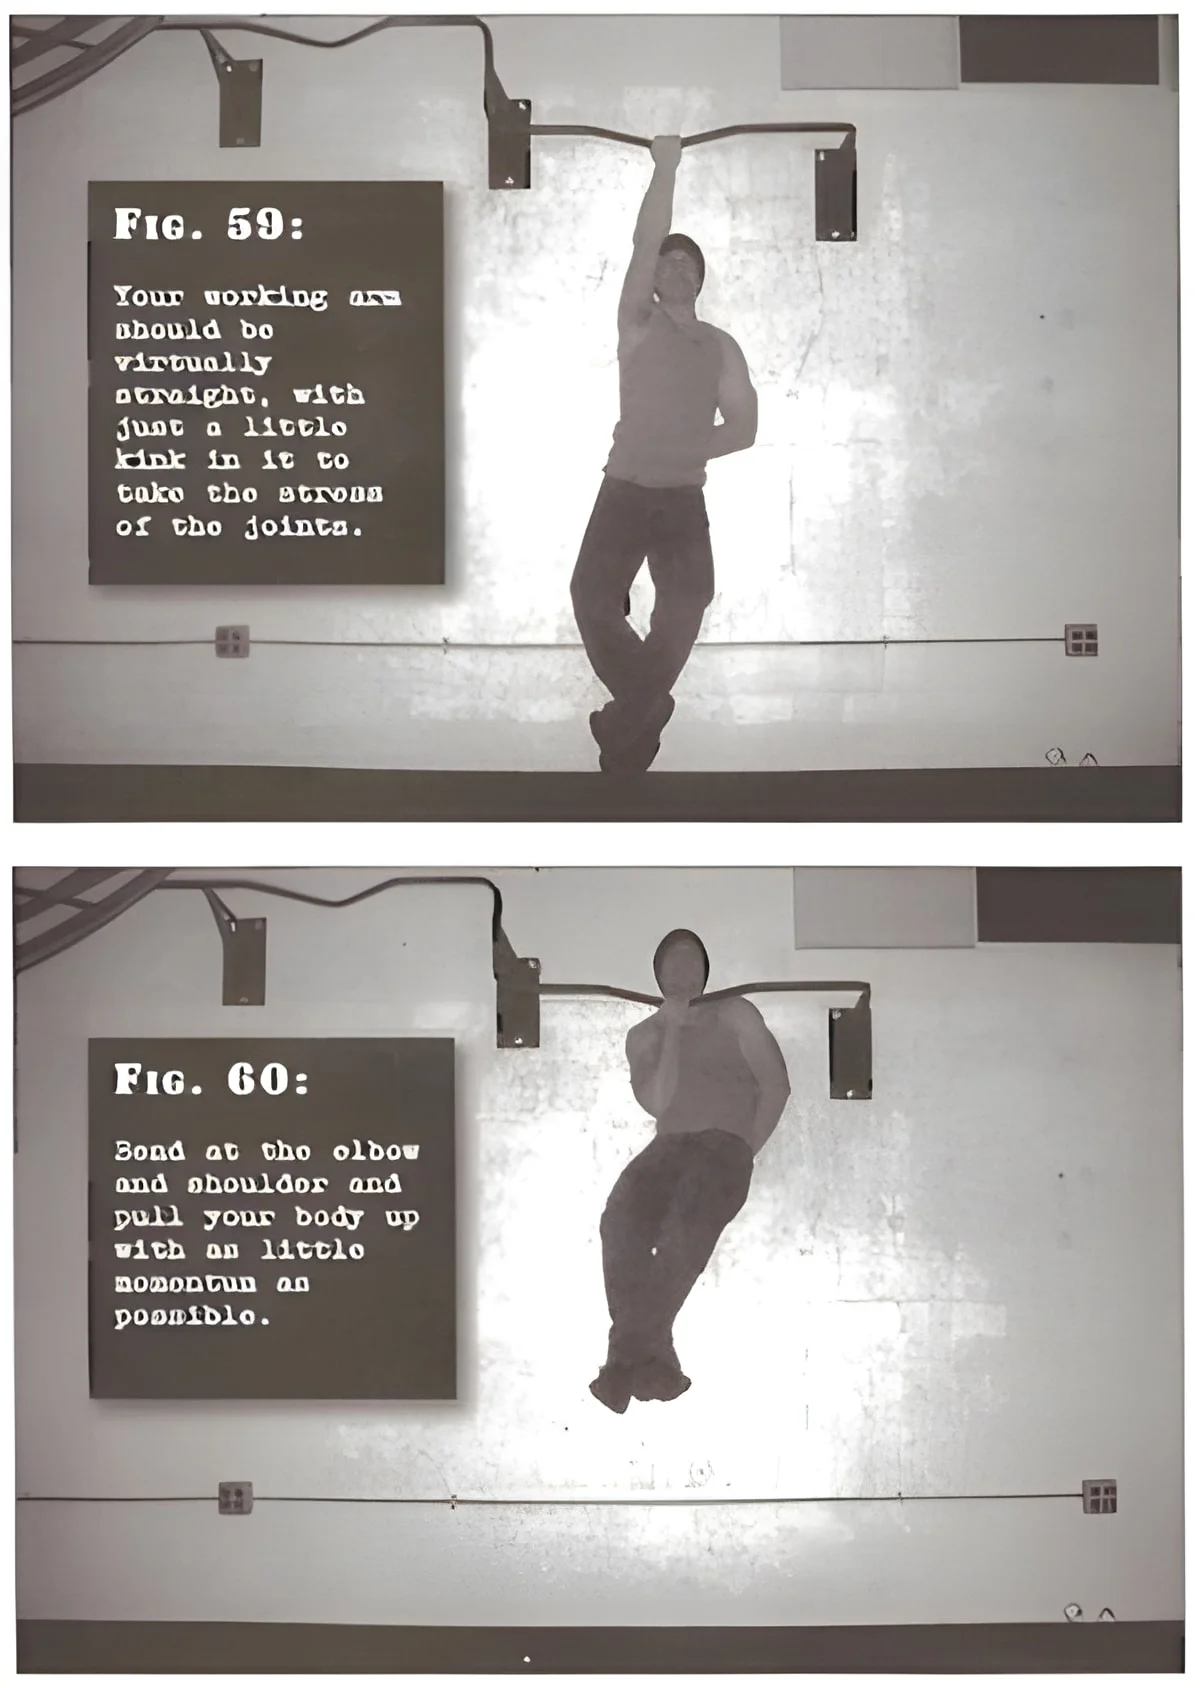 Fig. 59:
Your working arm
should be
virtually
straight, with
just a little
kink in it to
take the stress
of the joints.
Fig. 60:
Bend at the elbow
and shoulder and
pull your body up
with as little
momentum as
possible.